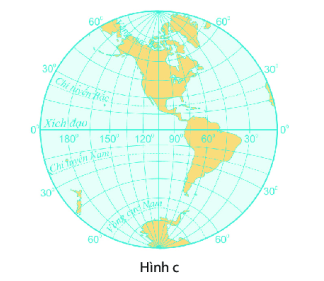 60° 60°
30° 30°
Chí tuyến Bắc
Xích đạo 0°
180° 150° 120° 90° 60° 30°
Chí tuyến Nam
30° 30°
Vòng cực Nam
60° 60°
Hình c